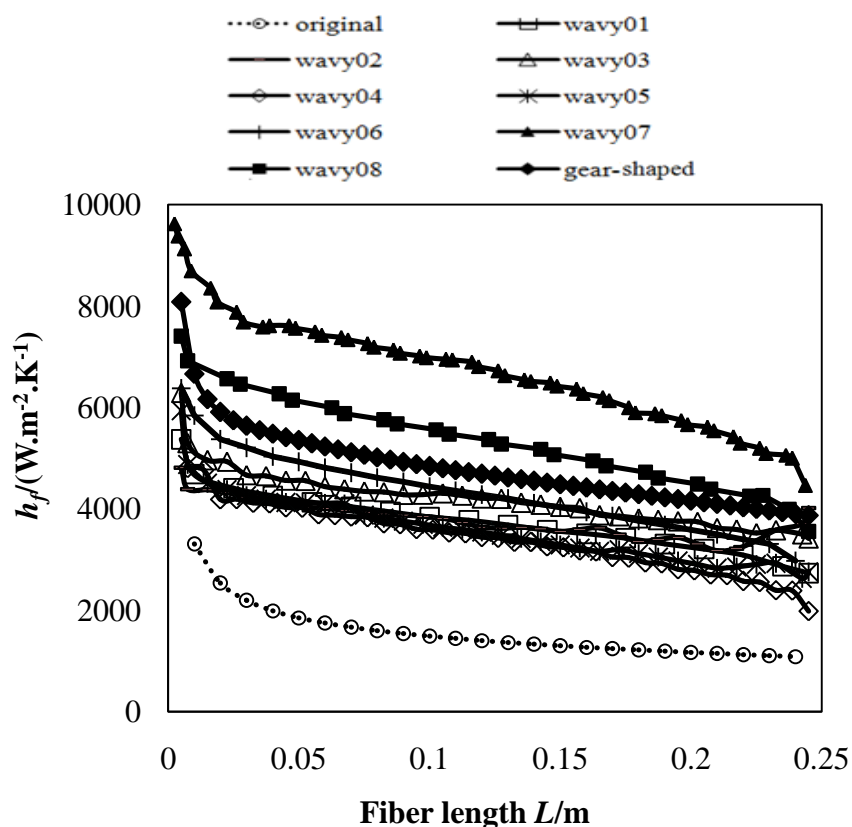 original wavy01
wavy02 wavy03
wavy04 wavy05
wavy06 wavy07
wavy08 gear-shaped
10000
8000
6000
4000
2000
0
h_f/(W.m⁻².K⁻¹)
0 0.05 0.1 0.15 0.2 0.25
Fiber length L/m